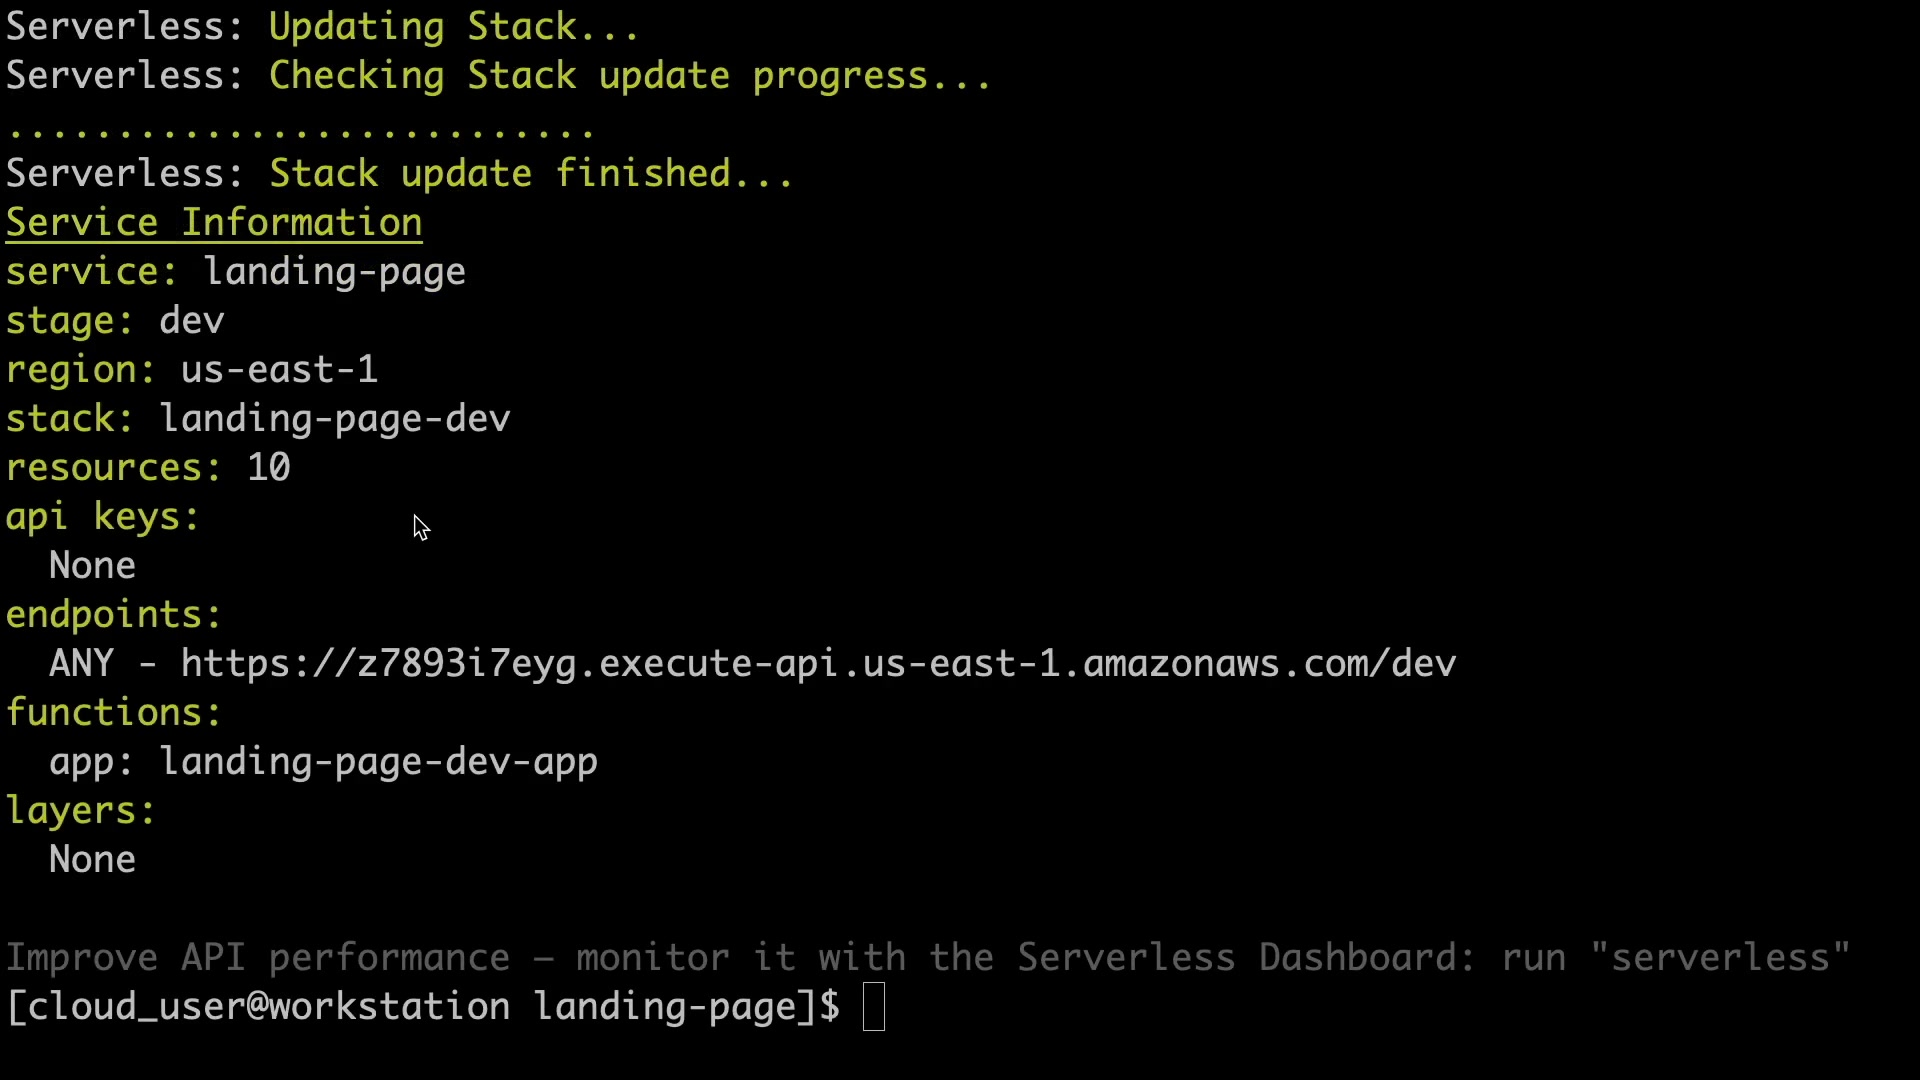 Serverless: Updating Stack...
Serverless: Checking Stack update progress...
...........................
Serverless: Stack update finished...
Service Information
service: landing-page
stage: dev
region: us-east-1
stack: landing-page-dev
resources: 10
api keys:
  None
endpoints:
  ANY - https://z7893i7eyg.execute-api.us-east-1.amazonaws.com/dev
functions:
  app: landing-page-dev-app
layers:
  None
Improve API performance – monitor it with the Serverless Dashboard: run "serverless"
[cloud_user@workstation landing-page]$